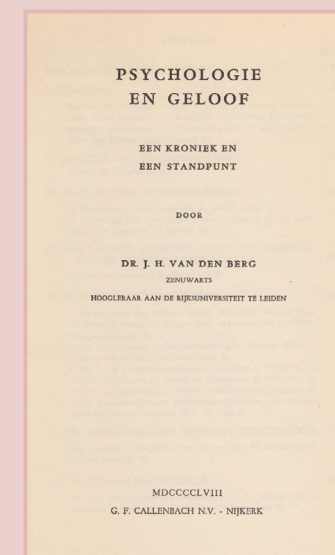 PSYCHOLOGIE
EN GELOOF
EEN KRONIEK EN
EEN STANDPUNT
DOOR
DR. J. H. VAN DEN BERG
ZENUWARTS
HOOGLERAAR AAN DE RIJKSUNIVERSITEIT TE LEIDEN
MDCCCCLVIII
G. F. CALLENBACH N.V. - NIJKERK